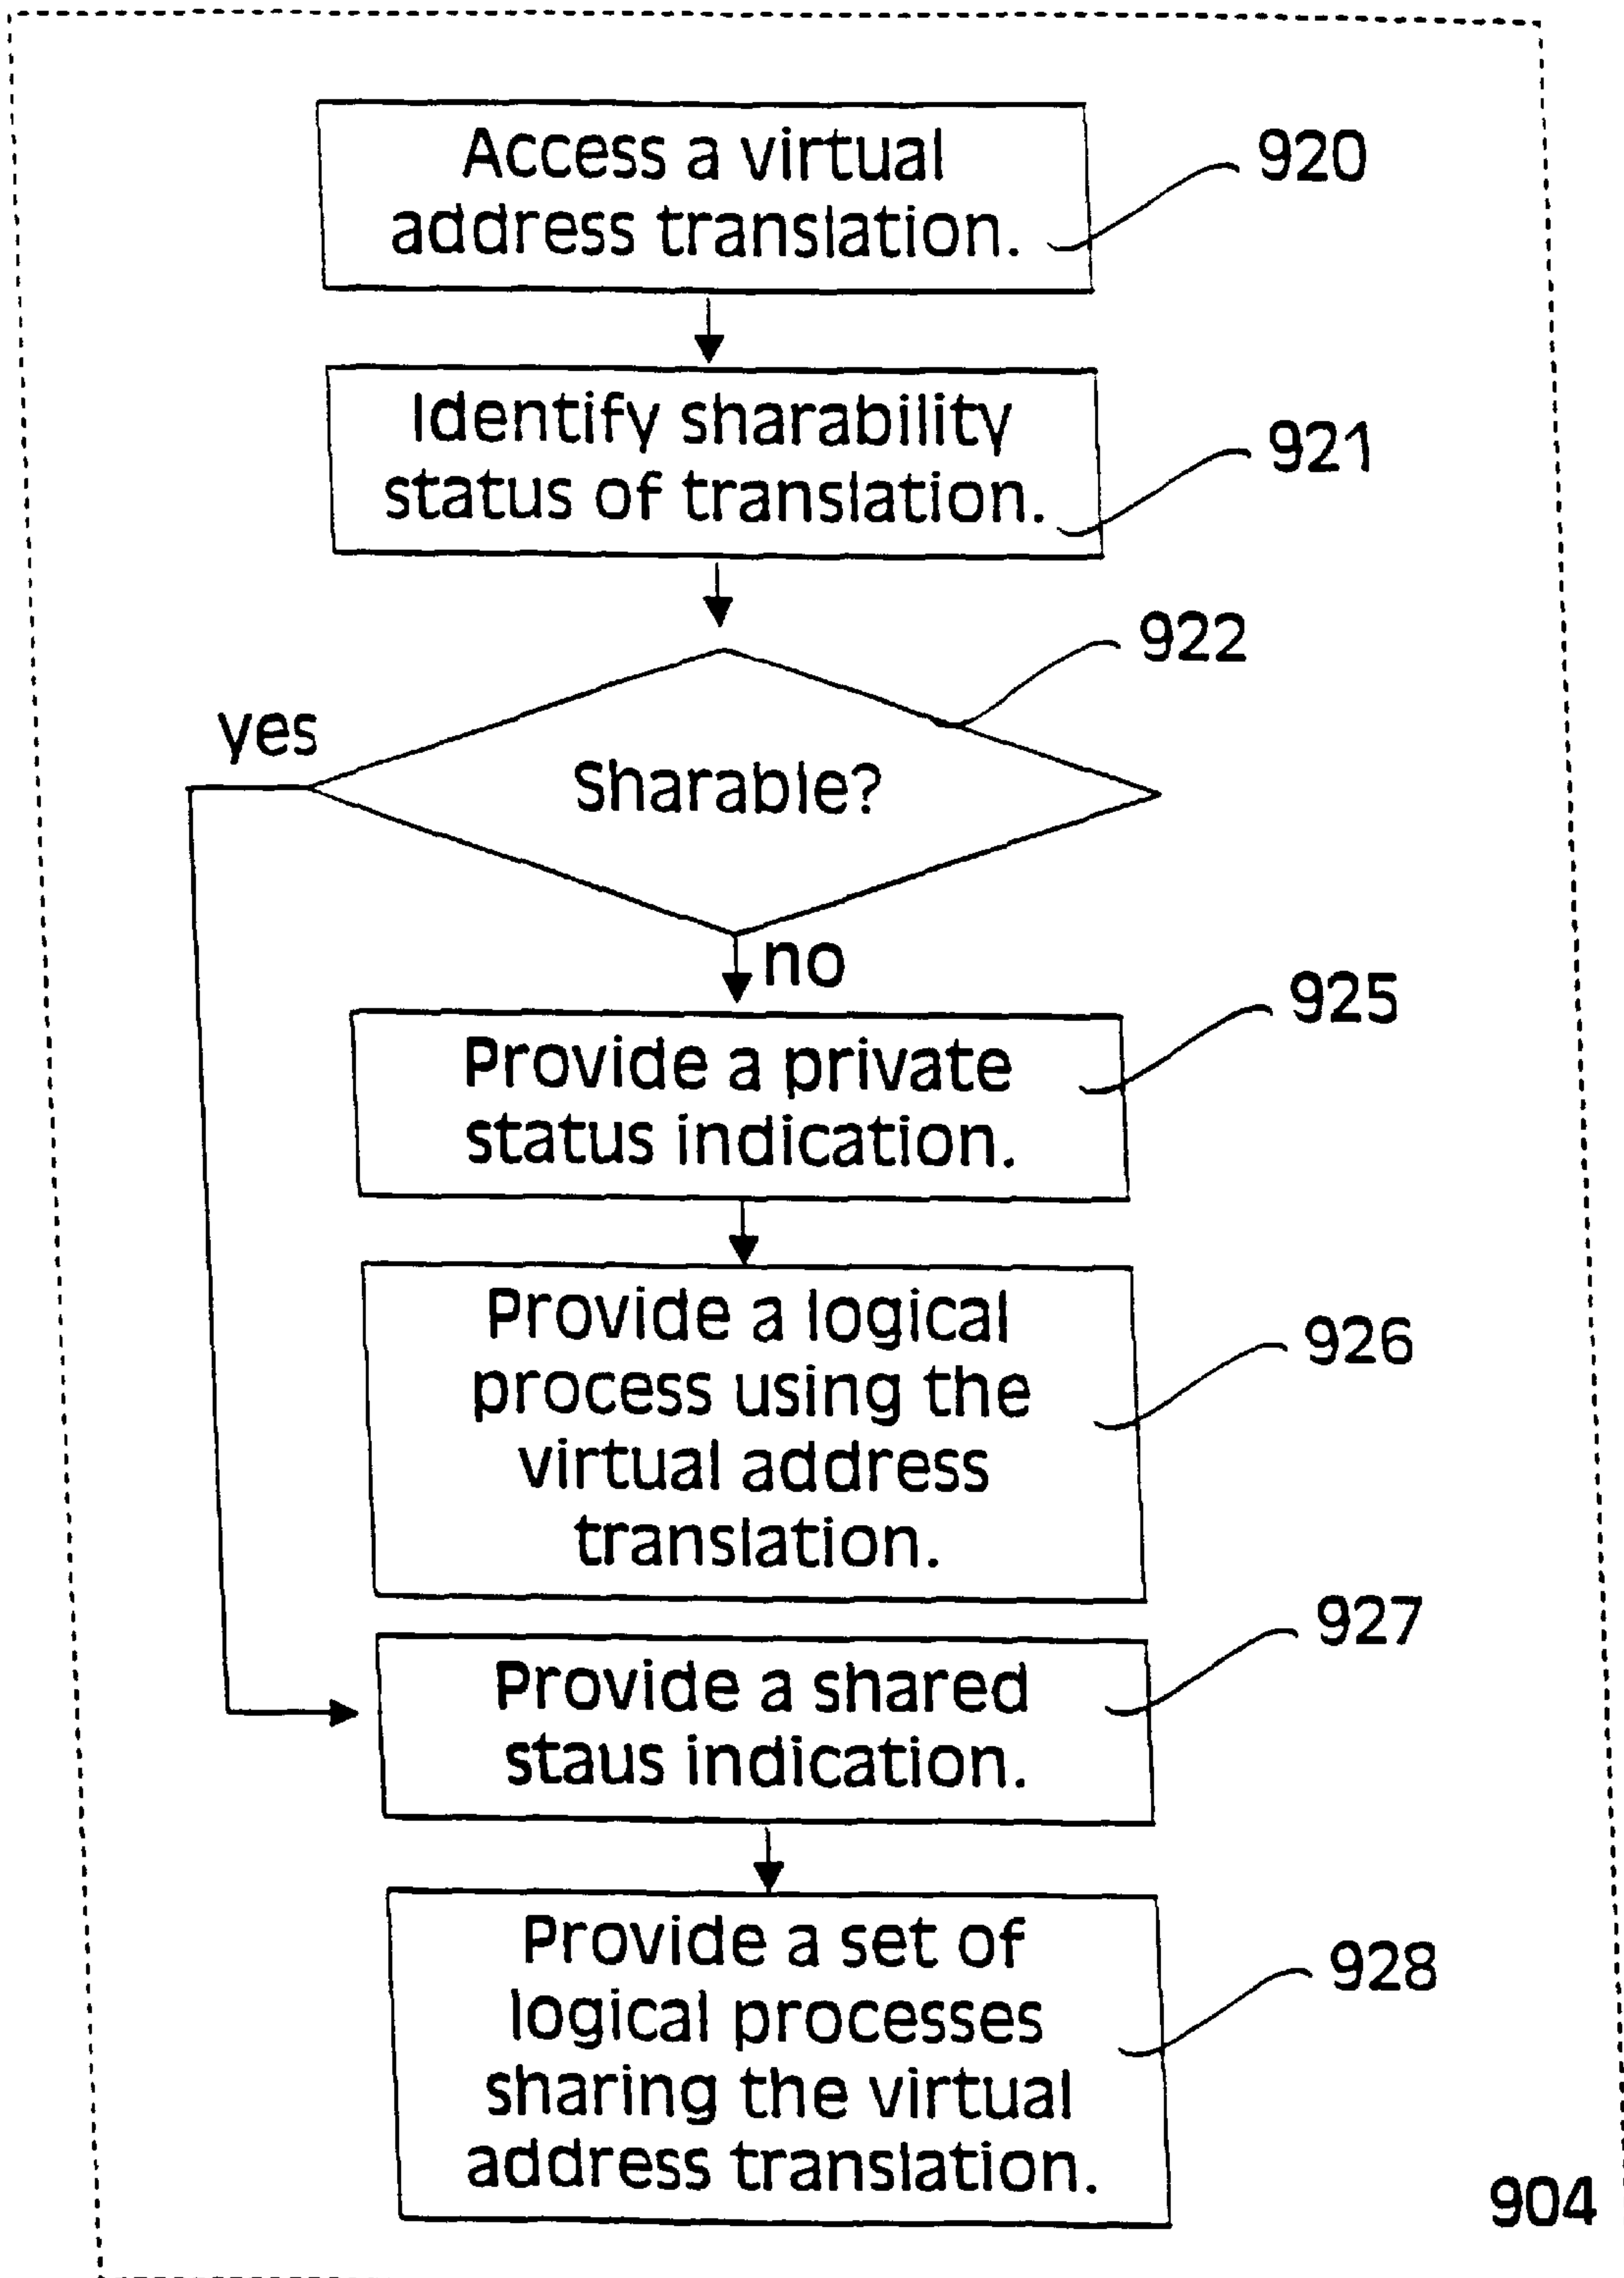 Access a virtual
address translation.
920
Identify sharability
status of translation.
921
922
yes
Sharable?
no
925
Provide a private
status indication.
Provide a logical
process using the
virtual address
translation.
926
927
Provide a shared
staus indication.
Provide a set of
logical processes
sharing the virtual
address translation.
928
904